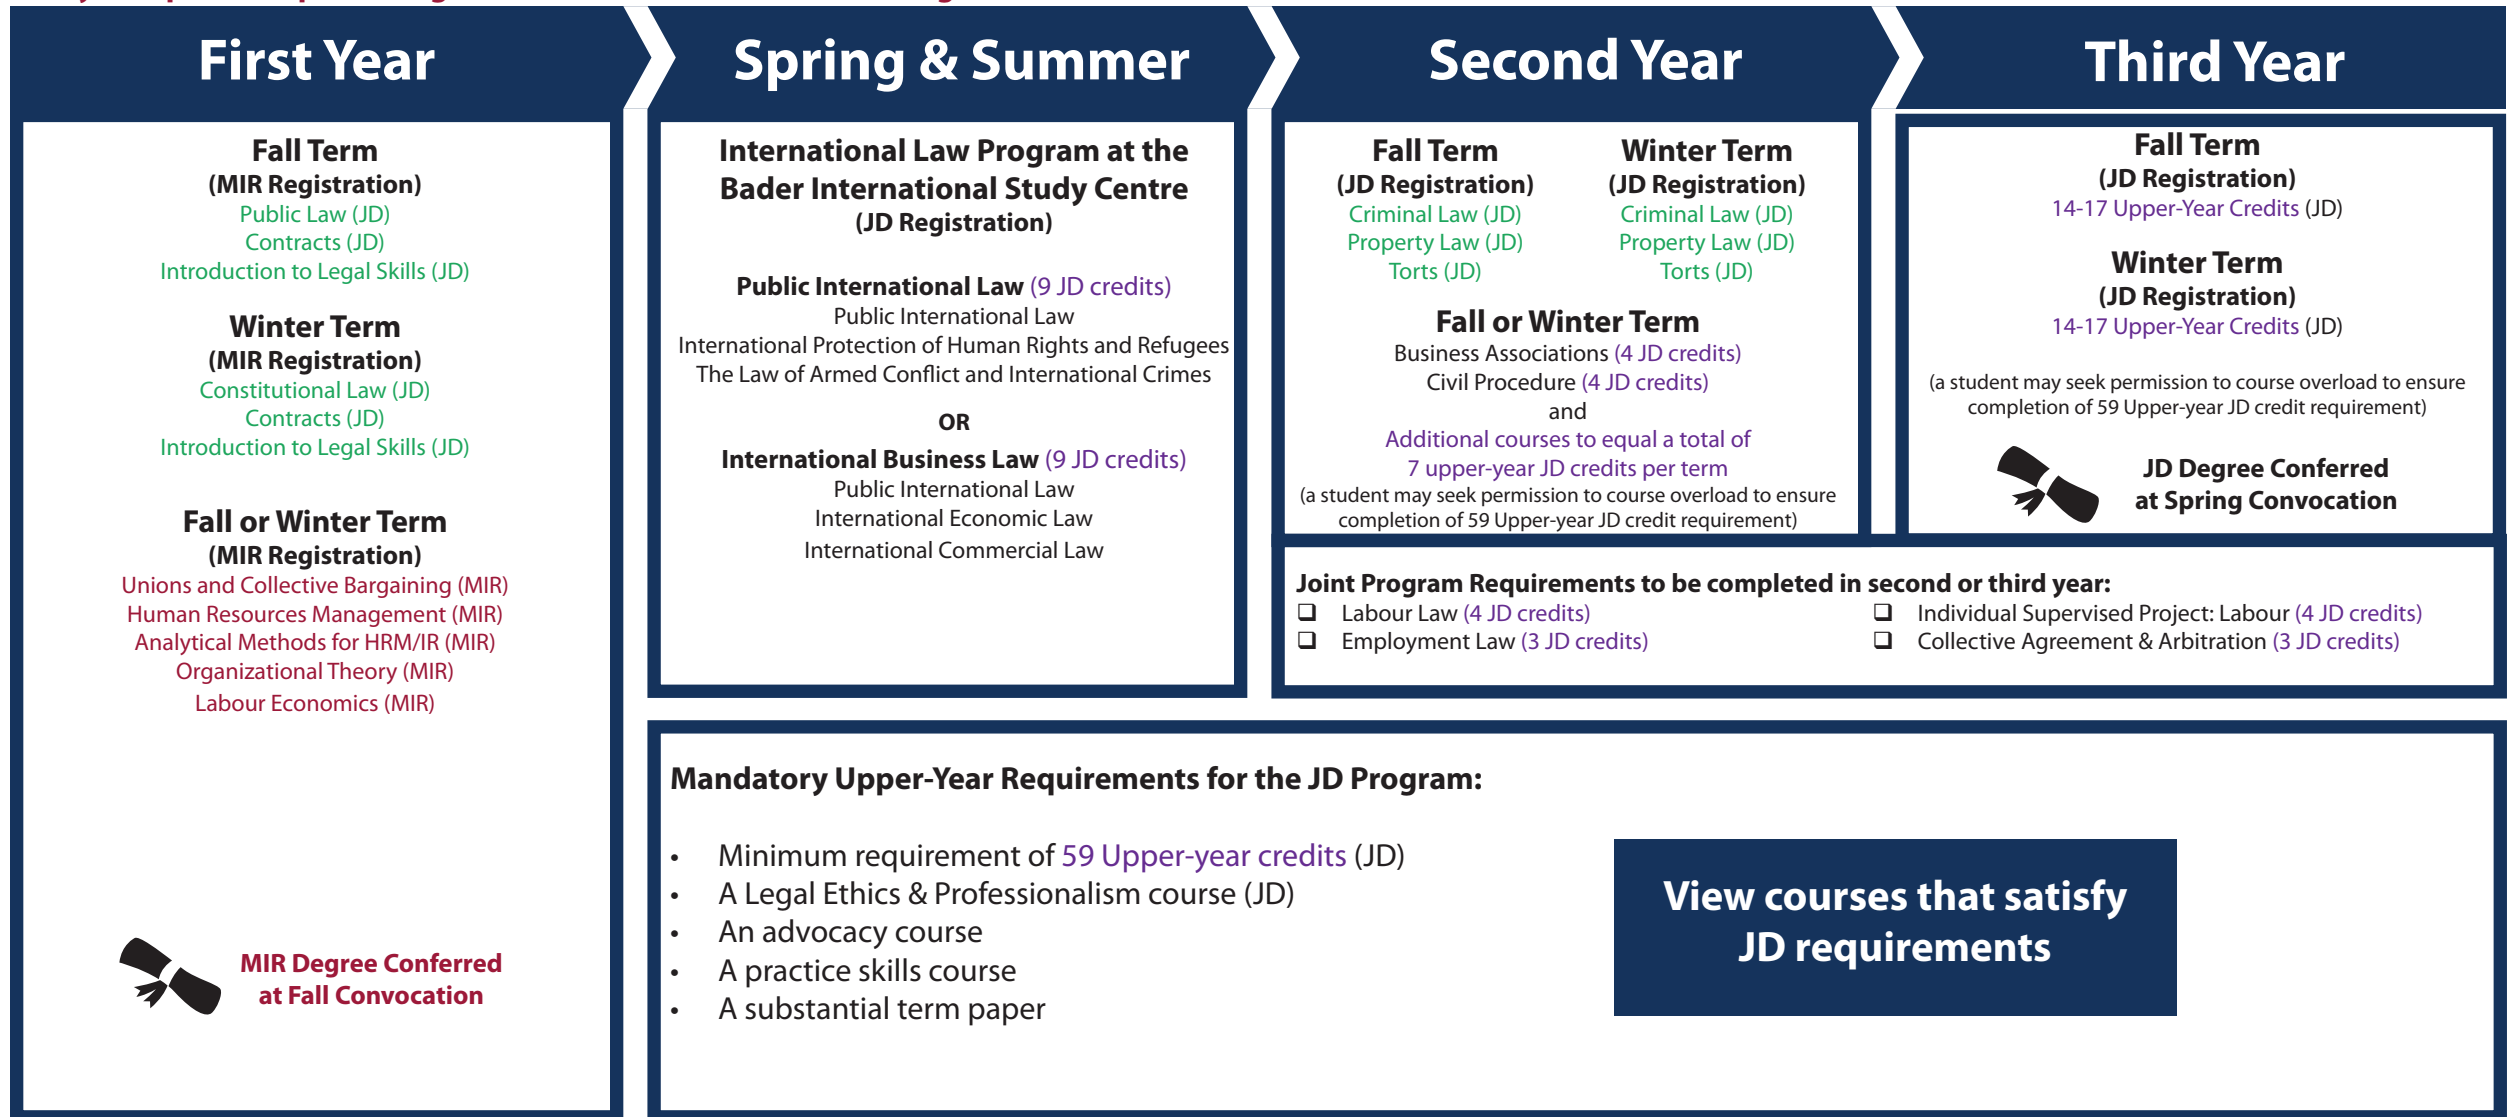 First Year
Spring & Summer
Second Year
Third Year
Fall Term
(MIR Registration)
Public Law (JD)
Contracts (JD)
Introduction to Legal Skills (JD)
Winter Term
(MIR Registration)
Constitutional Law (JD)
Contracts (JD)
Introduction to Legal Skills (JD)
Fall or Winter Term
(MIR Registration)
Unions and Collective Bargaining (MIR)
Human Resources Management (MIR)
Analytical Methods for HRM/IR (MIR)
Organizational Theory (MIR)
Labour Economics (MIR)
MIR Degree Conferred
at Fall Convocation
International Law Program at the
Bader International Study Centre
(JD Registration)
Public International Law (9 JD credits)
Public International Law
International Protection of Human Rights and Refugees
The Law of Armed Conflict and International Crimes
OR
International Business Law (9 JD credits)
Public International Law
International Economic Law
International Commercial Law
Fall Term
(JD Registration)
Criminal Law (JD)
Property Law (JD)
Torts (JD)
Winter Term
(JD Registration)
Criminal Law (JD)
Property Law (JD)
Torts (JD)
Fall or Winter Term
Business Associations (4 JD credits)
Civil Procedure (4 JD credits)
and
Additional courses to equal a total of
7 upper-year JD credits per term
(a student may seek permission to course overload to ensure
completion of 59 Upper-year JD credit requirement)
Fall Term
(JD Registration)
14-17 Upper-Year Credits (JD)
Winter Term
(JD Registration)
14-17 Upper-Year Credits (JD)
(a student may seek permission to course overload to ensure
completion of 59 Upper-year JD credit requirement)
JD Degree Conferred
at Spring Convocation
Joint Program Requirements to be completed in second or third year:
❑ Labour Law (4 JD credits)
❑ Employment Law (3 JD credits)
❑ Individual Supervised Project: Labour (4 JD credits)
❑ Collective Agreement & Arbitration (3 JD credits)
Mandatory Upper-Year Requirements for the JD Program:
• Minimum requirement of 59 Upper-year credits (JD)
• A Legal Ethics & Professionalism course (JD)
• An advocacy course
• A practice skills course
• A substantial term paper
View courses that satisfy
JD requirements